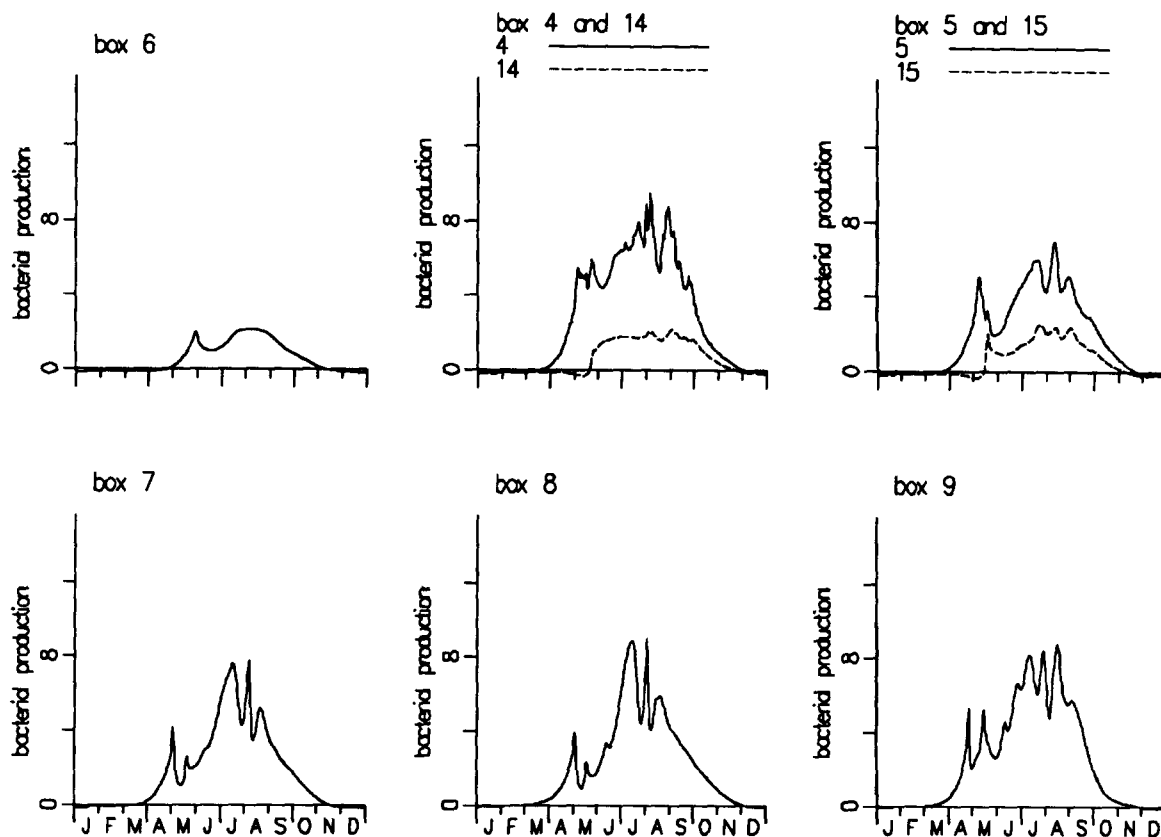 box 6
box 4 and 14
4
14
box 5 and 15
5
15
bacterial production
8
0
bacterial production
8
0
bacterial production
8
0
box 7
box 8
box 9
bacterial production
8
0
J F M A M J J A S O N D
bacterial production
8
0
J F M A M J J A S O N D
bacterial production
8
0
J F M A M J J A S O N D